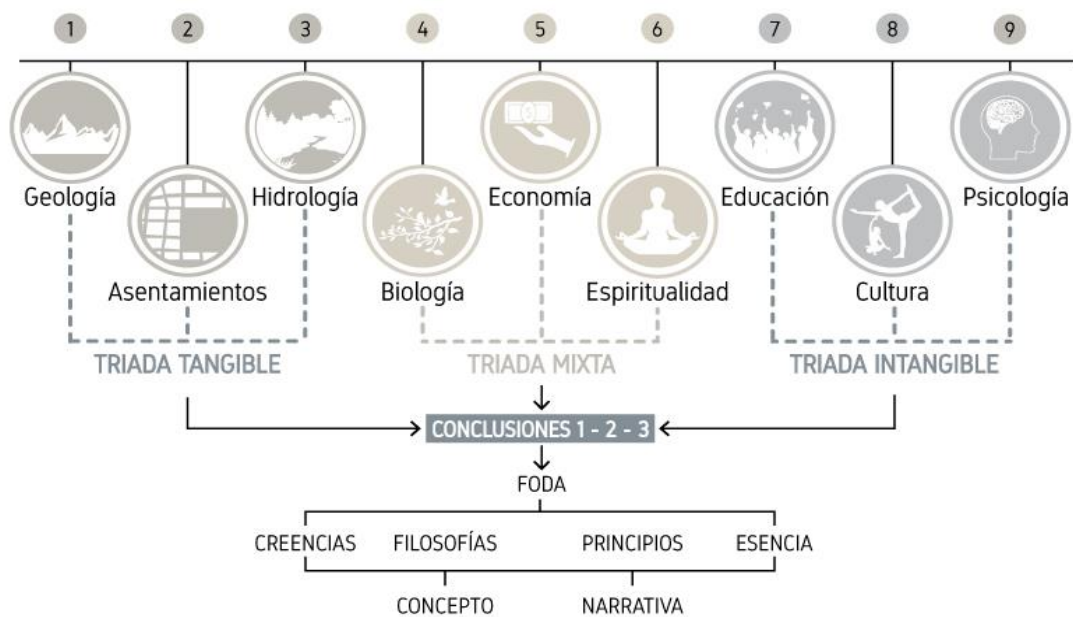 1 2 3 4 5 6 7 8 9
Geología Hidrología Economía Educación Psicología
Asentamientos Biología Espiritualidad Cultura
TRIADA TANGIBLE TRIADA MIXTA TRIADA INTANGIBLE
CONCLUSIONES 1 - 2 - 3
FODA
CREENCIAS FILOSOFÍAS PRINCIPIOS ESENCIA
CONCEPTO NARRATIVA